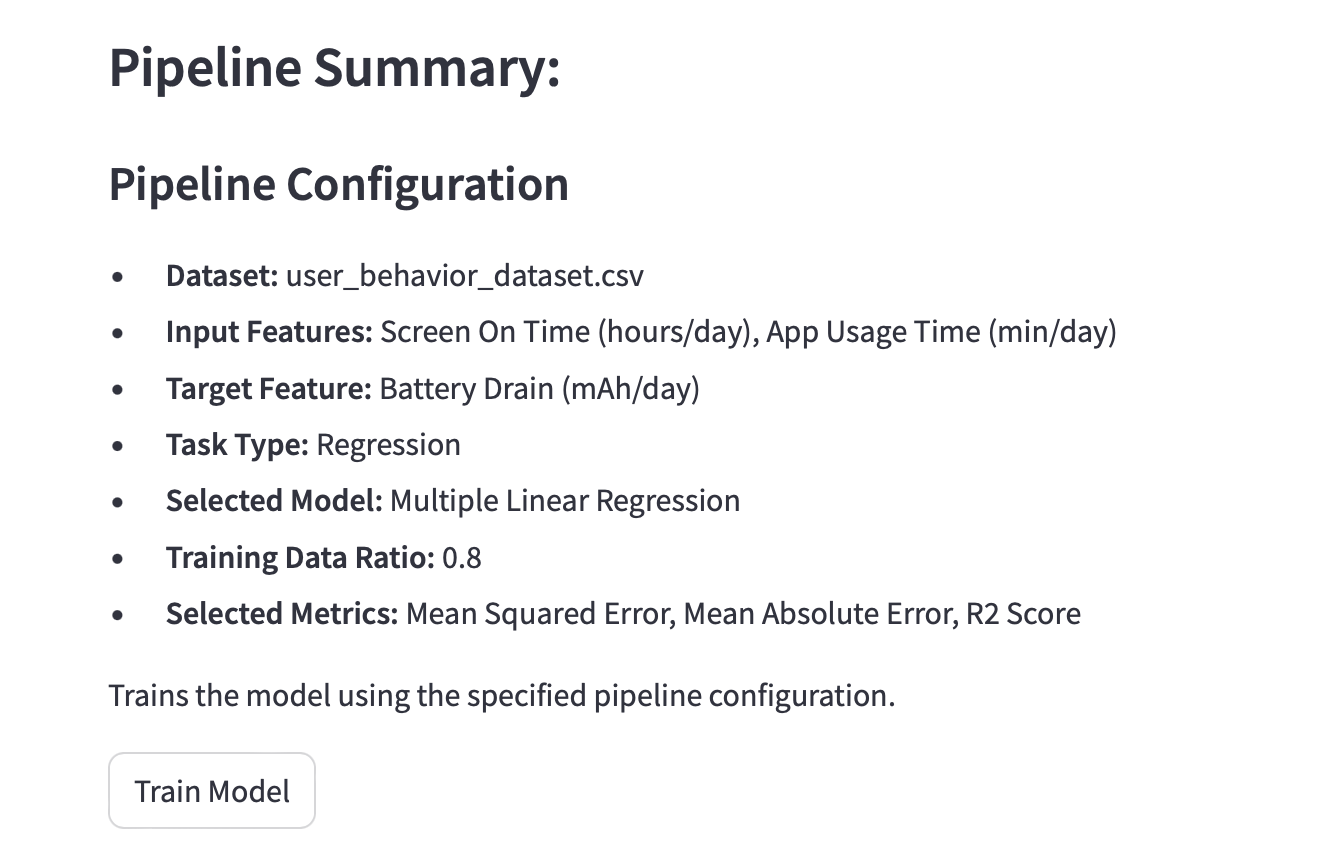 Pipeline Summary:
Pipeline Configuration
• Dataset: user_behavior_dataset.csv
• Input Features: Screen On Time (hours/day), App Usage Time (min/day)
• Target Feature: Battery Drain (mAh/day)
• Task Type: Regression
• Selected Model: Multiple Linear Regression
• Training Data Ratio: 0.8
• Selected Metrics: Mean Squared Error, Mean Absolute Error, R2 Score
Trains the model using the specified pipeline configuration.
Train Model